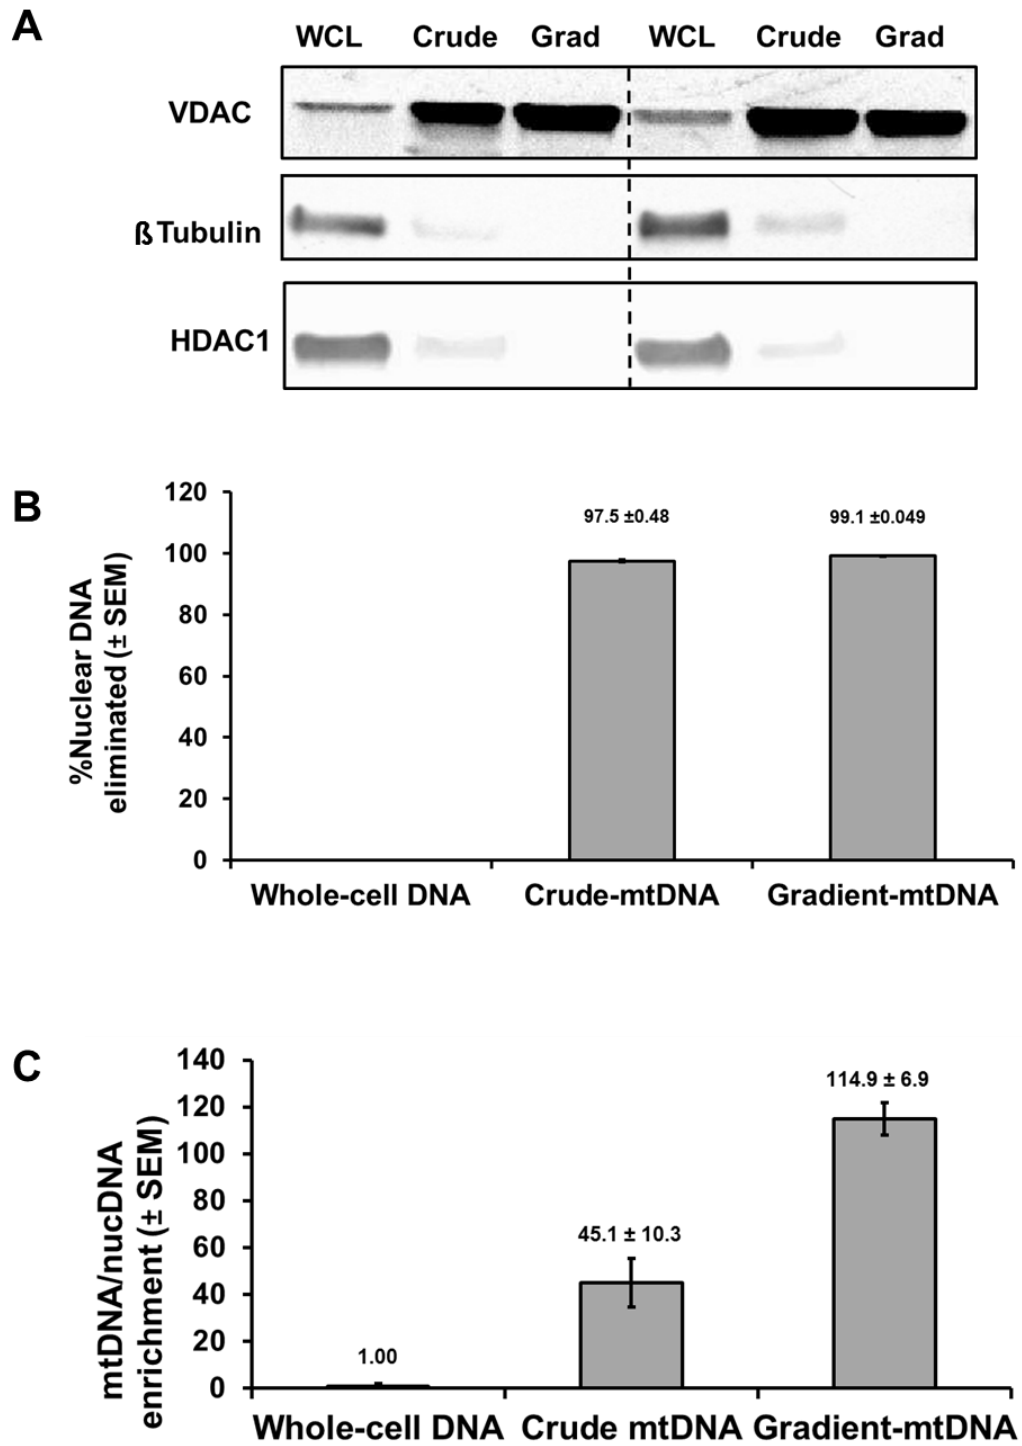 A
WCL Crude Grad WCL Crude Grad
VDAC
ßTubulin
HDAC1
B
%Nuclear DNA
eliminated (± SEM)
120
100
80
60
40
20
0
97.5 ±0.48
99.1 ±0.049
Whole-cell DNA Crude-mtDNA Gradient-mtDNA
C
mtDNA/nucDNA
enrichment (± SEM)
140
120
100
80
60
40
20
0
1.00
45.1 ± 10.3
114.9 ± 6.9
Whole-cell DNA Crude mtDNA Gradient-mtDNA